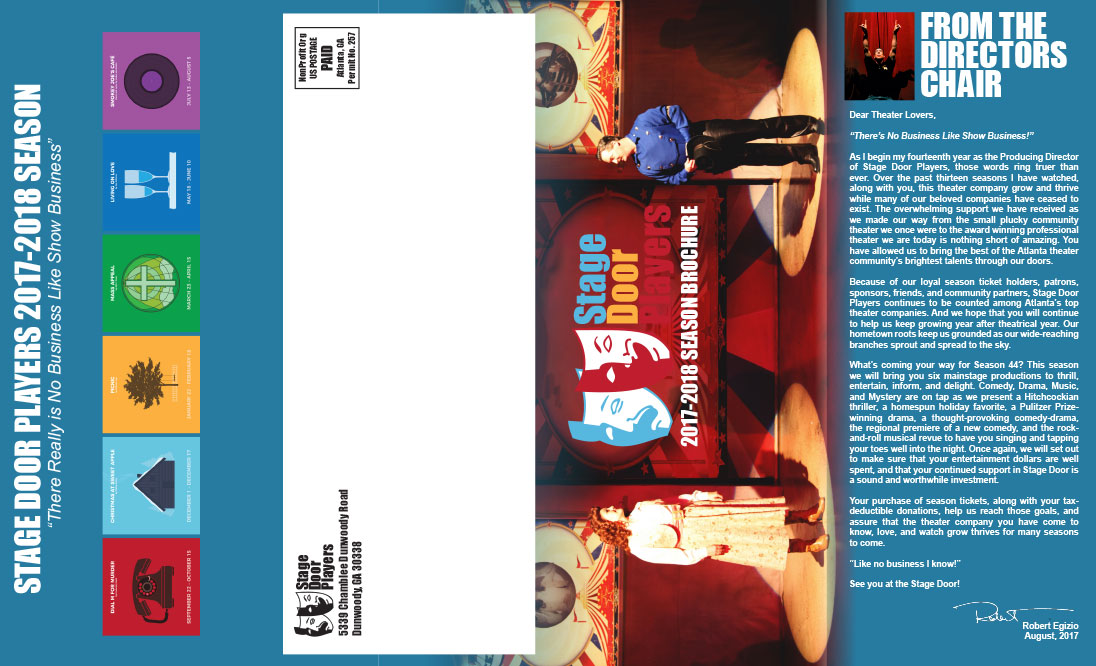 STAGE DOOR PLAYERS 2017-2018 SEASON
“There Really is No Business Like Show Business”
DIAL M FOR MURDER
SEPTEMBER 22 - OCTOBER 15
CHRISTMAS AT SWEET APPLE
DECEMBER 1 - DECEMBER 17
PICNIC
MASS APPEAL
MARCH 23 - APRIL 15
LIVING ON LOVE
MAY 18 - JUNE 10
SMOKEY JOE'S CAFE
JULY 13 - AUGUST 5
NonProfit Org
US POSTAGE
PAID
Atlanta, GA
Permit No. 257
Stage
Door
Players
5339 Chamblee Dunwoody Road
Dunwoody, GA 30338
Stage
Door
Players
2017-2018 SEASON BROCHURE
FROM THE
DIRECTORS
CHAIR
Dear Theater Lovers,
“There's No Business Like Show Business!”
As I begin my fourteenth year as the Producing Director
of Stage Door Players, those words ring truer than
ever. Over the past thirteen seasons I have watched,
along with you, this theater company grow and thrive
while many of our beloved companies have ceased to
exist. The overwhelming support we have received as
we made our way from the small plucky community
theater we once were to the award winning professional
theater we are today is nothing short of amazing. You
have allowed us to bring the best of the Atlanta theater
community's brightest talents through our doors.
Because of our loyal season ticket holders, patrons,
sponsors, friends, and community partners, Stage Door
Players continues to be counted among Atlanta's top
theater companies. And we hope that you will continue
to help us keep growing year after theatrical year. Our
hometown roots keep us grounded as our wide-reaching
branches sprout and spread to the sky.
What's coming your way for Season 44? This season
we will bring you six mainstage productions to thrill,
entertain, inform, and delight. Comedy, Drama, Music,
and Mystery are on tap as we present a Hitchcockian
thriller, a homespun holiday favorite, a Pulitzer Prize-
winning drama, a thought-provoking comedy-drama,
the regional premiere of a new comedy, and the rock-
and-roll musical revue to have you singing and tapping
your toes well into the night. Once again, we will set out
to make sure that your entertainment dollars are well
spent, and that your continued support in Stage Door is
a sound and worthwhile investment.
Your purchase of season tickets, along with your tax-
deductible donations, help us reach those goals, and
assure that the theater company you have come to
know, love, and watch grow thrives for many seasons
to come.
“Like no business I know!”
See you at the Stage Door!
Robert
Robert Egizio
August, 2017